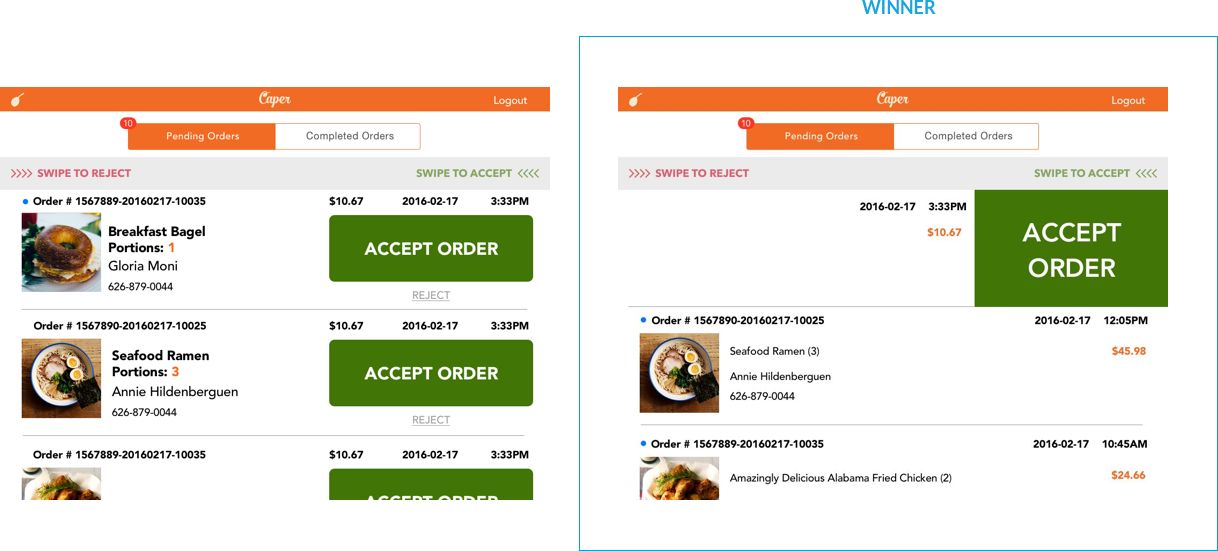 WINNER
Caper
Logout
10
Pending Orders
Completed Orders
>>>> SWIPE TO REJECT
SWIPE TO ACCEPT <<<<
Order # 1567889-20160217-10035
$10.67
2016-02-17
3:33PM
Breakfast Bagel
Portions: 1
Gloria Moni
626-879-0044
ACCEPT ORDER
REJECT
Order # 1567890-20160217-10025
$10.67
2016-02-17
3:33PM
Seafood Ramen
Portions: 3
Annie Hildenberguen
626-879-0044
ACCEPT ORDER
REJECT
Order # 1567889-20160217-10035
$10.67
2016-02-17
3:33PM
ACCEPT ORDER
Caper
Logout
10
Pending Orders
Completed Orders
>>>> SWIPE TO REJECT
SWIPE TO ACCEPT <<<<
2016-02-17
3:33PM
$10.67
ACCEPT
ORDER
Order # 1567890-20160217-10025
2016-02-17
12:05PM
Seafood Ramen (3)
$45.98
Annie Hildenberguen
626-879-0044
Order # 1567889-20160217-10035
2016-02-17
10:45AM
Amazingly Delicious Alabama Fried Chicken (2)
$24.66